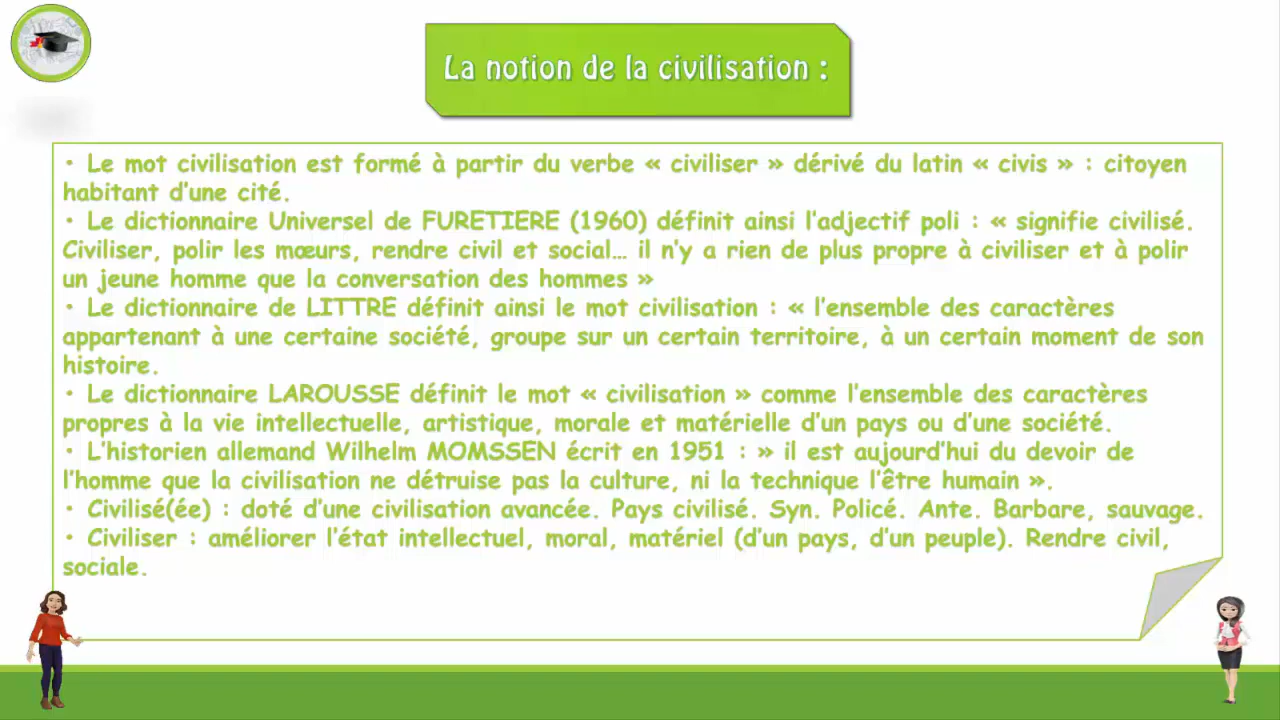 La notion de la civilisation :
• Le mot civilisation est formé à partir du verbe « civiliser » dérivé du latin « civis » : citoyen
habitant d’une cité.
• Le dictionnaire Universel de FURETIERE (1960) définit ainsi l’adjectif poli : « signifie civilisé.
Civiliser, polir les mœurs, rendre civil et social… il n’y a rien de plus propre à civiliser et à polir
un jeune homme que la conversation des hommes »
• Le dictionnaire de LITTRE définit ainsi le mot civilisation : « l’ensemble des caractères
appartenant à une certaine société, groupe sur un certain territoire, à un certain moment de son
histoire.
• Le dictionnaire LAROUSSE définit le mot « civilisation » comme l’ensemble des caractères
propres à la vie intellectuelle, artistique, morale et matérielle d’un pays ou d’une société.
• L’historien allemand Wilhelm MOMSSEN écrit en 1951 : » il est aujourd’hui du devoir de
l’homme que la civilisation ne détruise pas la culture, ni la technique l’être humain ».
• Civilisé(ée) : doté d’une civilisation avancée. Pays civilisé. Syn. Policé. Ante. Barbare, sauvage.
• Civiliser : améliorer l’état intellectuel, moral, matériel (d’un pays, d’un peuple). Rendre civil,
sociale.